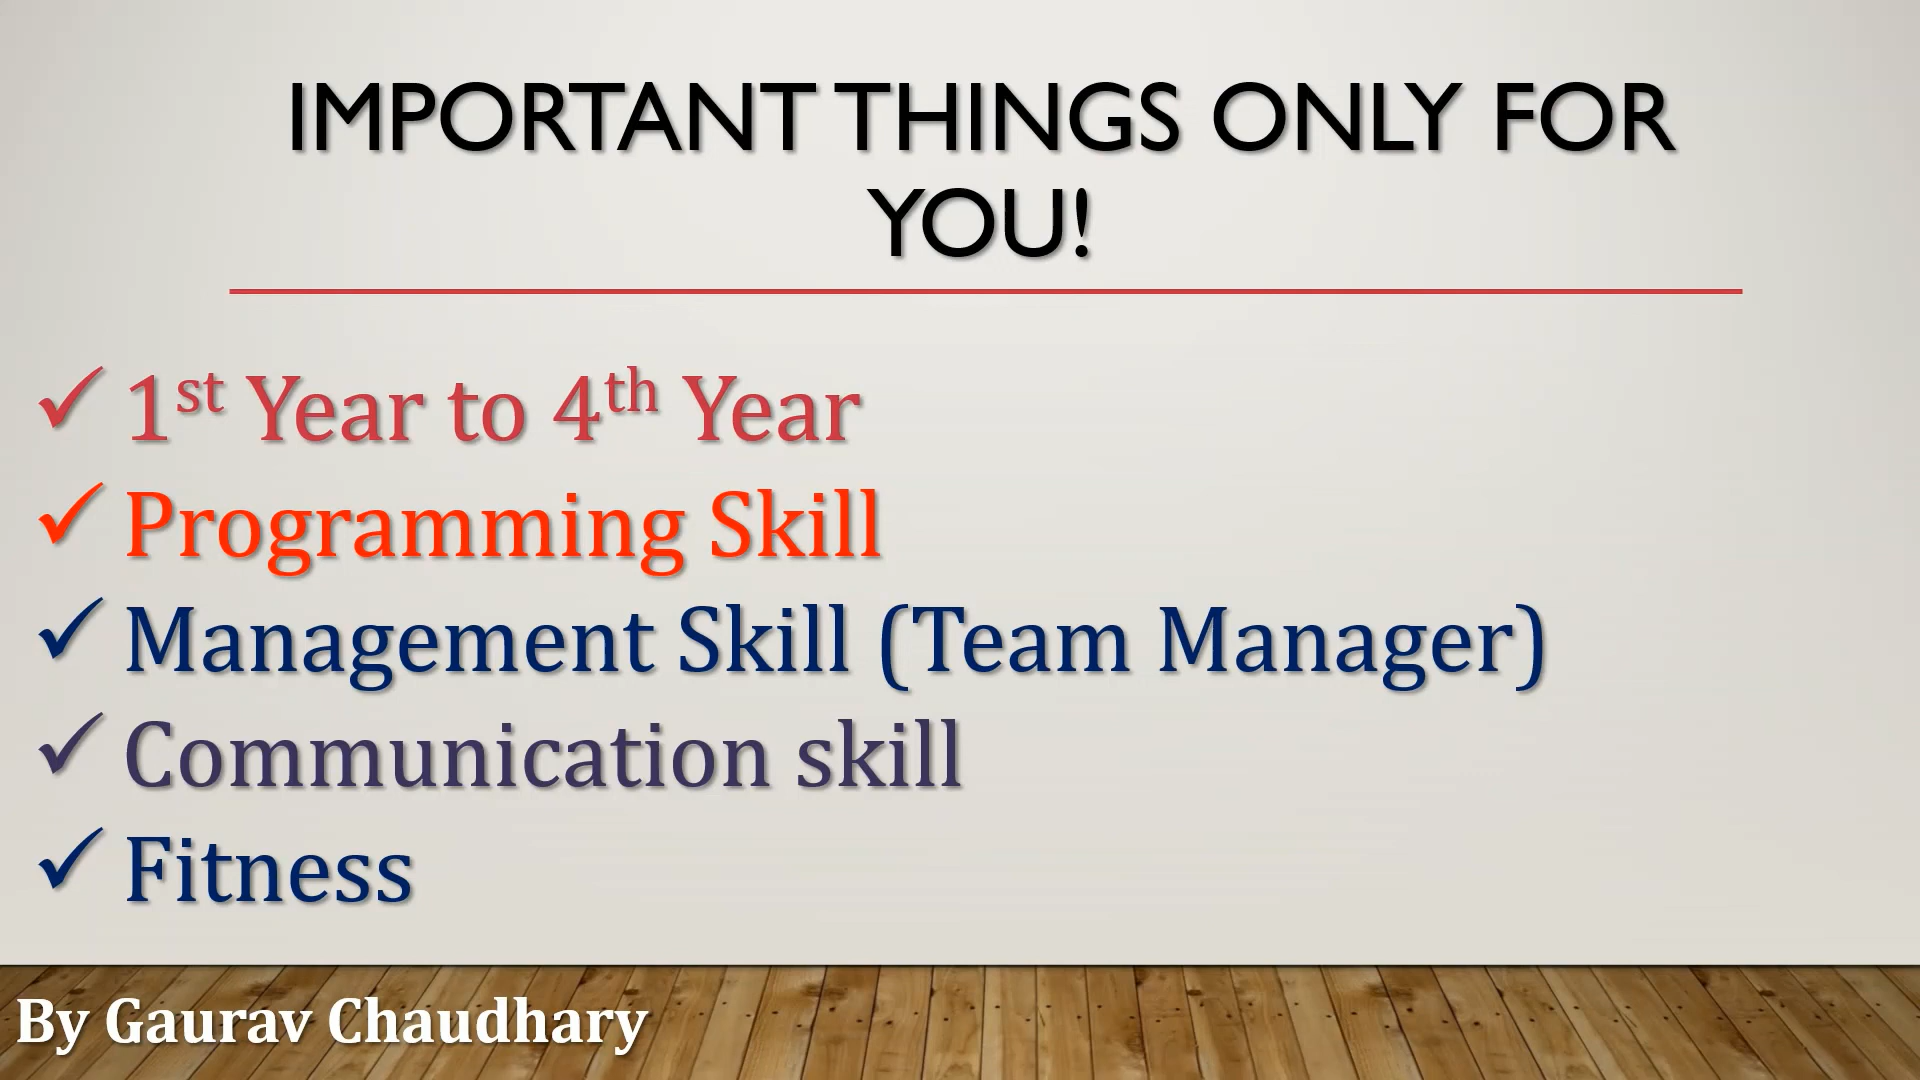 IMPORTANT THINGS ONLY FOR
YOU!
✓ 1st Year to 4th Year
✓ Programming Skill
✓ Management Skill (Team Manager)
✓ Communication skill
✓ Fitness
By Gaurav Chaudhary